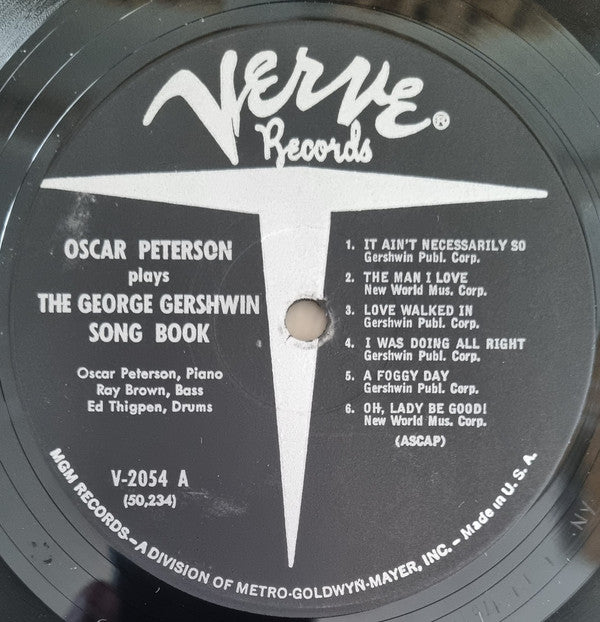 VERVE®
Records
OSCAR PETERSON
plays
THE GEORGE GERSHWIN
SONG BOOK
Oscar Peterson, Piano
Ray Brown, Bass
Ed Thigpen, Drums
V-2054 A
(50,234)
1. IT AIN'T NECESSARILY SO
Gershwin Publ. Corp.
2. THE MAN I LOVE
New World Mus. Corp.
3. LOVE WALKED IN
Gershwin Publ. Corp.
4. I WAS DOING ALL RIGHT
Gershwin Publ. Corp.
5. A FOGGY DAY
Gershwin Publ. Corp.
6. OH, LADY BE GOOD!
New World Mus. Corp.
(ASCAP)
MGM RECORDS—A DIVISION OF METRO-GOLDWYN-MAYER, INC. — Made in U. S. A.